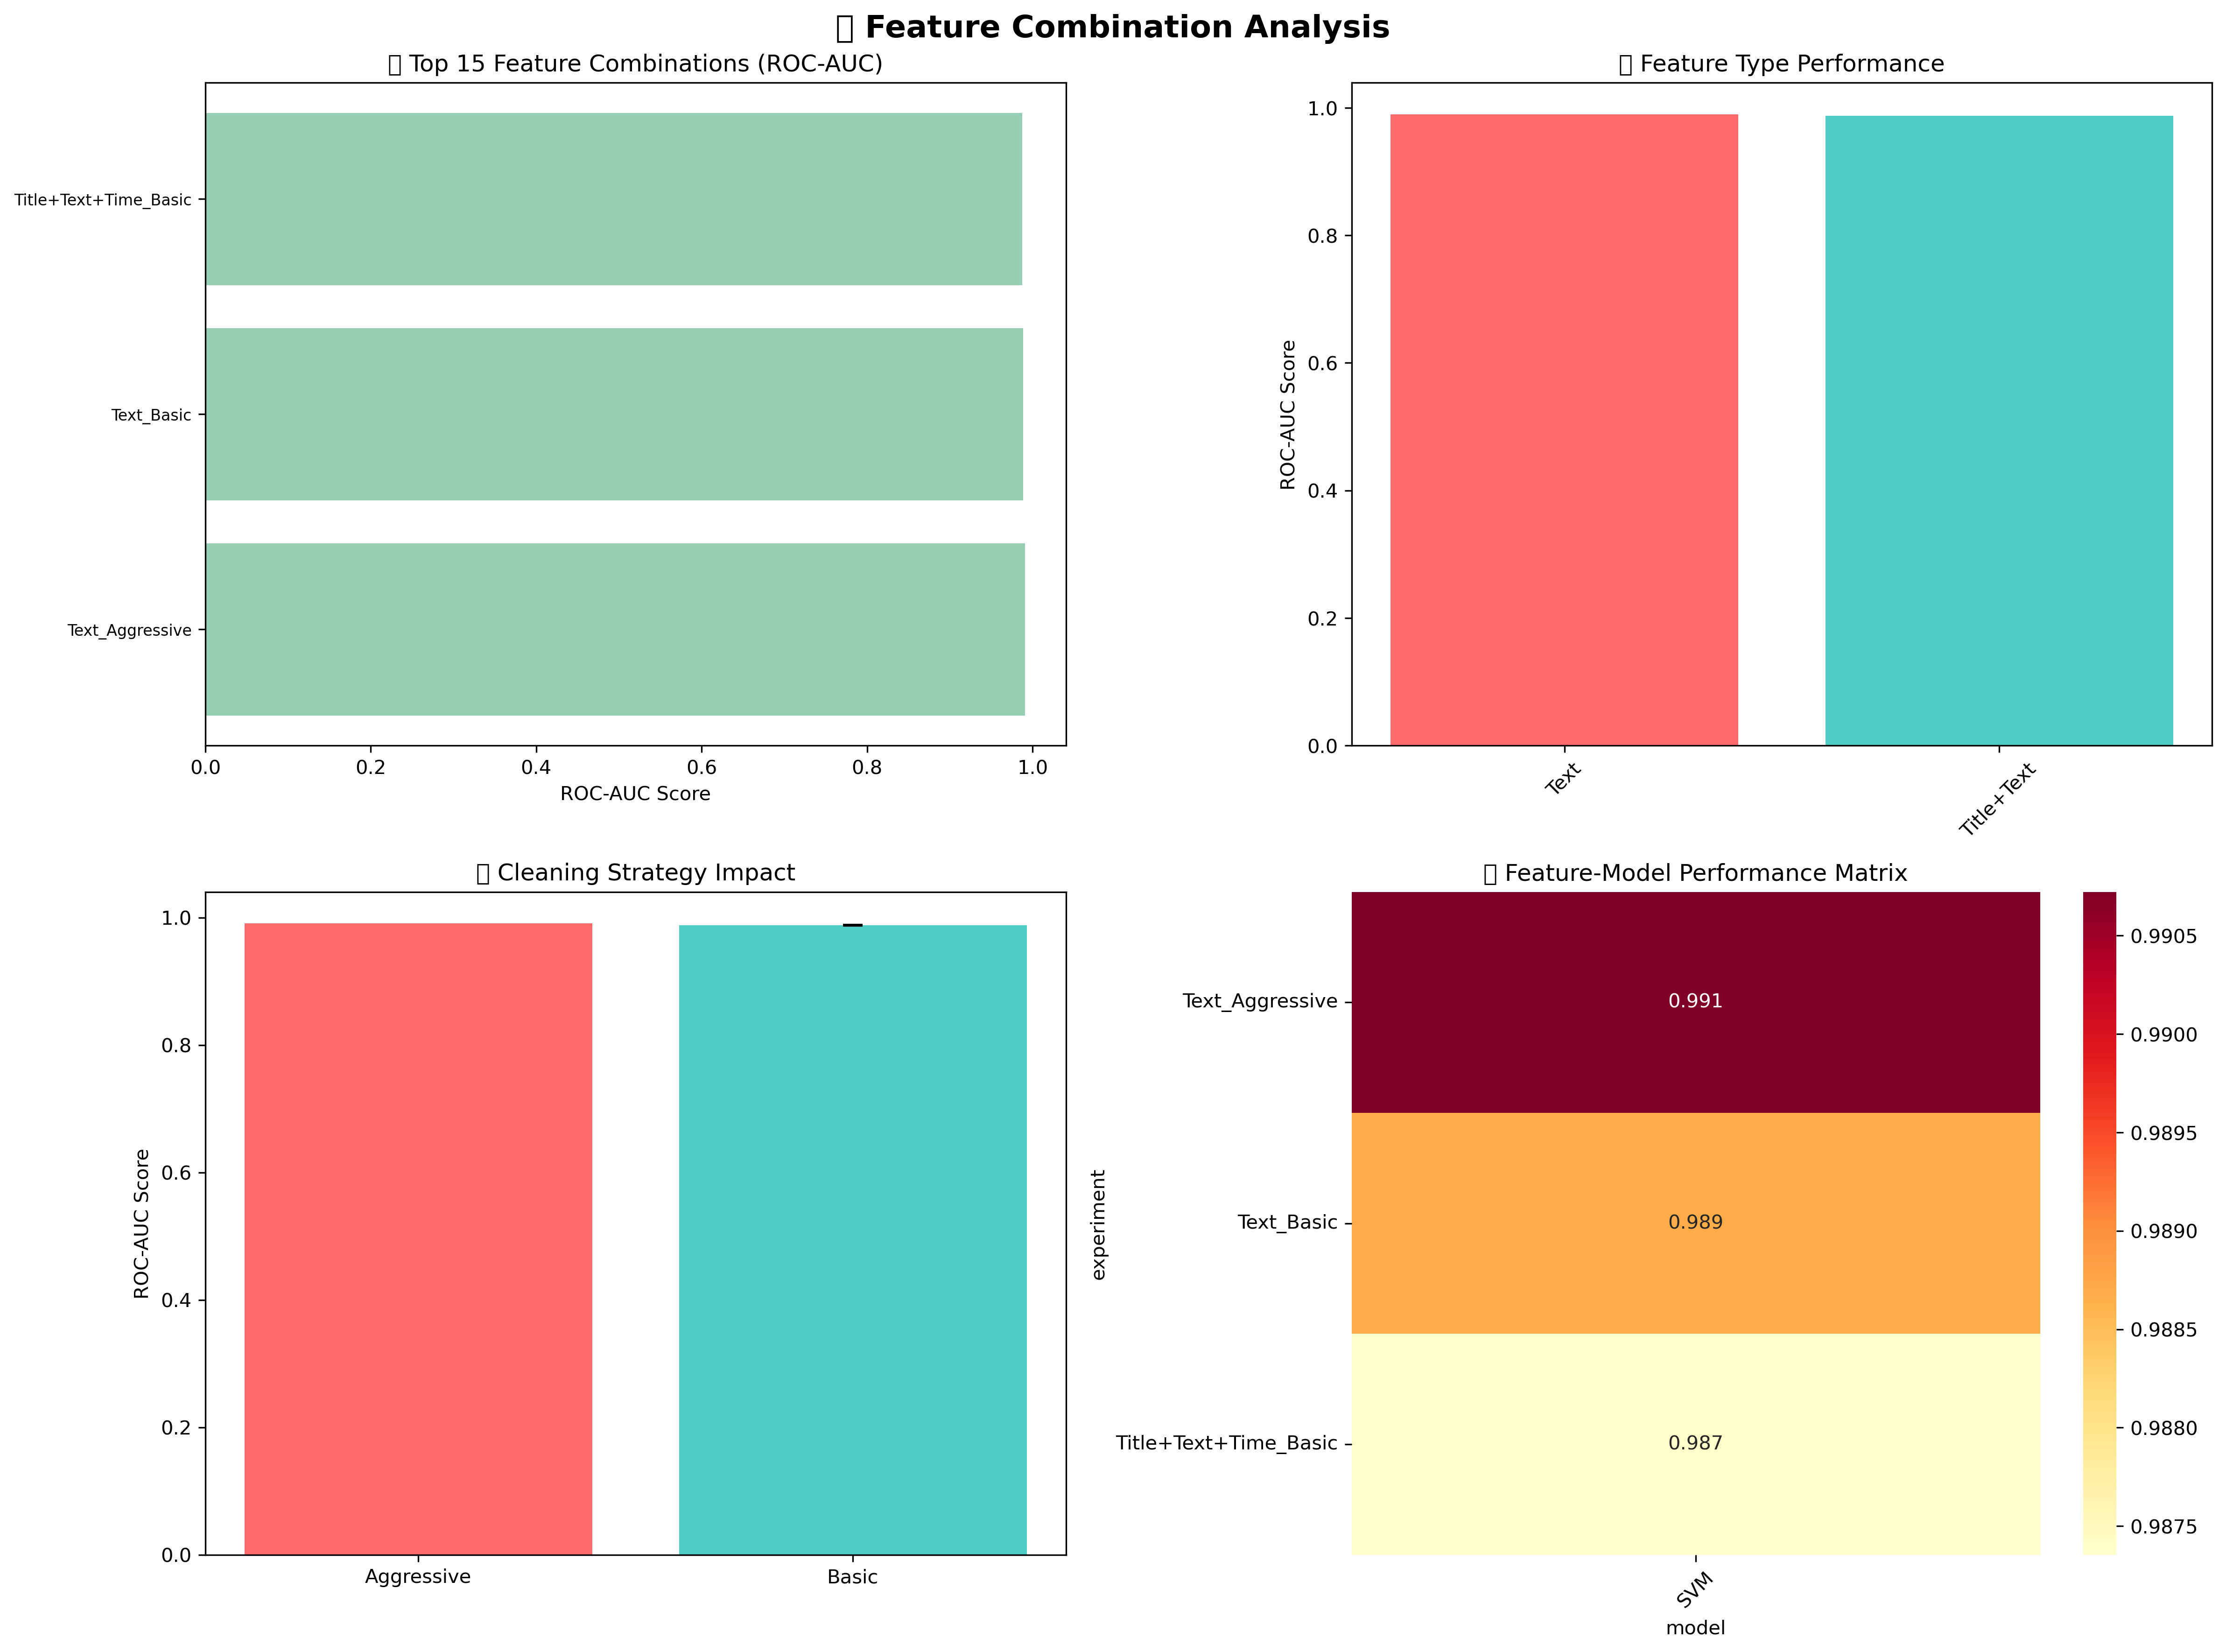 ▯ Feature Combination Analysis
▯ Top 15 Feature Combinations (ROC-AUC)
Title+Text+Time_Basic
Text_Basic
Text_Aggressive
0.0 0.2 0.4 0.6 0.8 1.0
ROC-AUC Score
▯ Feature Type Performance
ROC-AUC Score
1.0
0.8
0.6
0.4
0.2
0.0
Text
Title+Text
▯ Cleaning Strategy Impact
ROC-AUC Score
1.0
0.8
0.6
0.4
0.2
0.0
Aggressive Basic
▯ Feature-Model Performance Matrix
experiment
Text_Aggressive 0.991
Text_Basic 0.989
Title+Text+Time_Basic 0.987
SVM
model
0.9905
0.9900
0.9895
0.9890
0.9885
0.9880
0.9875